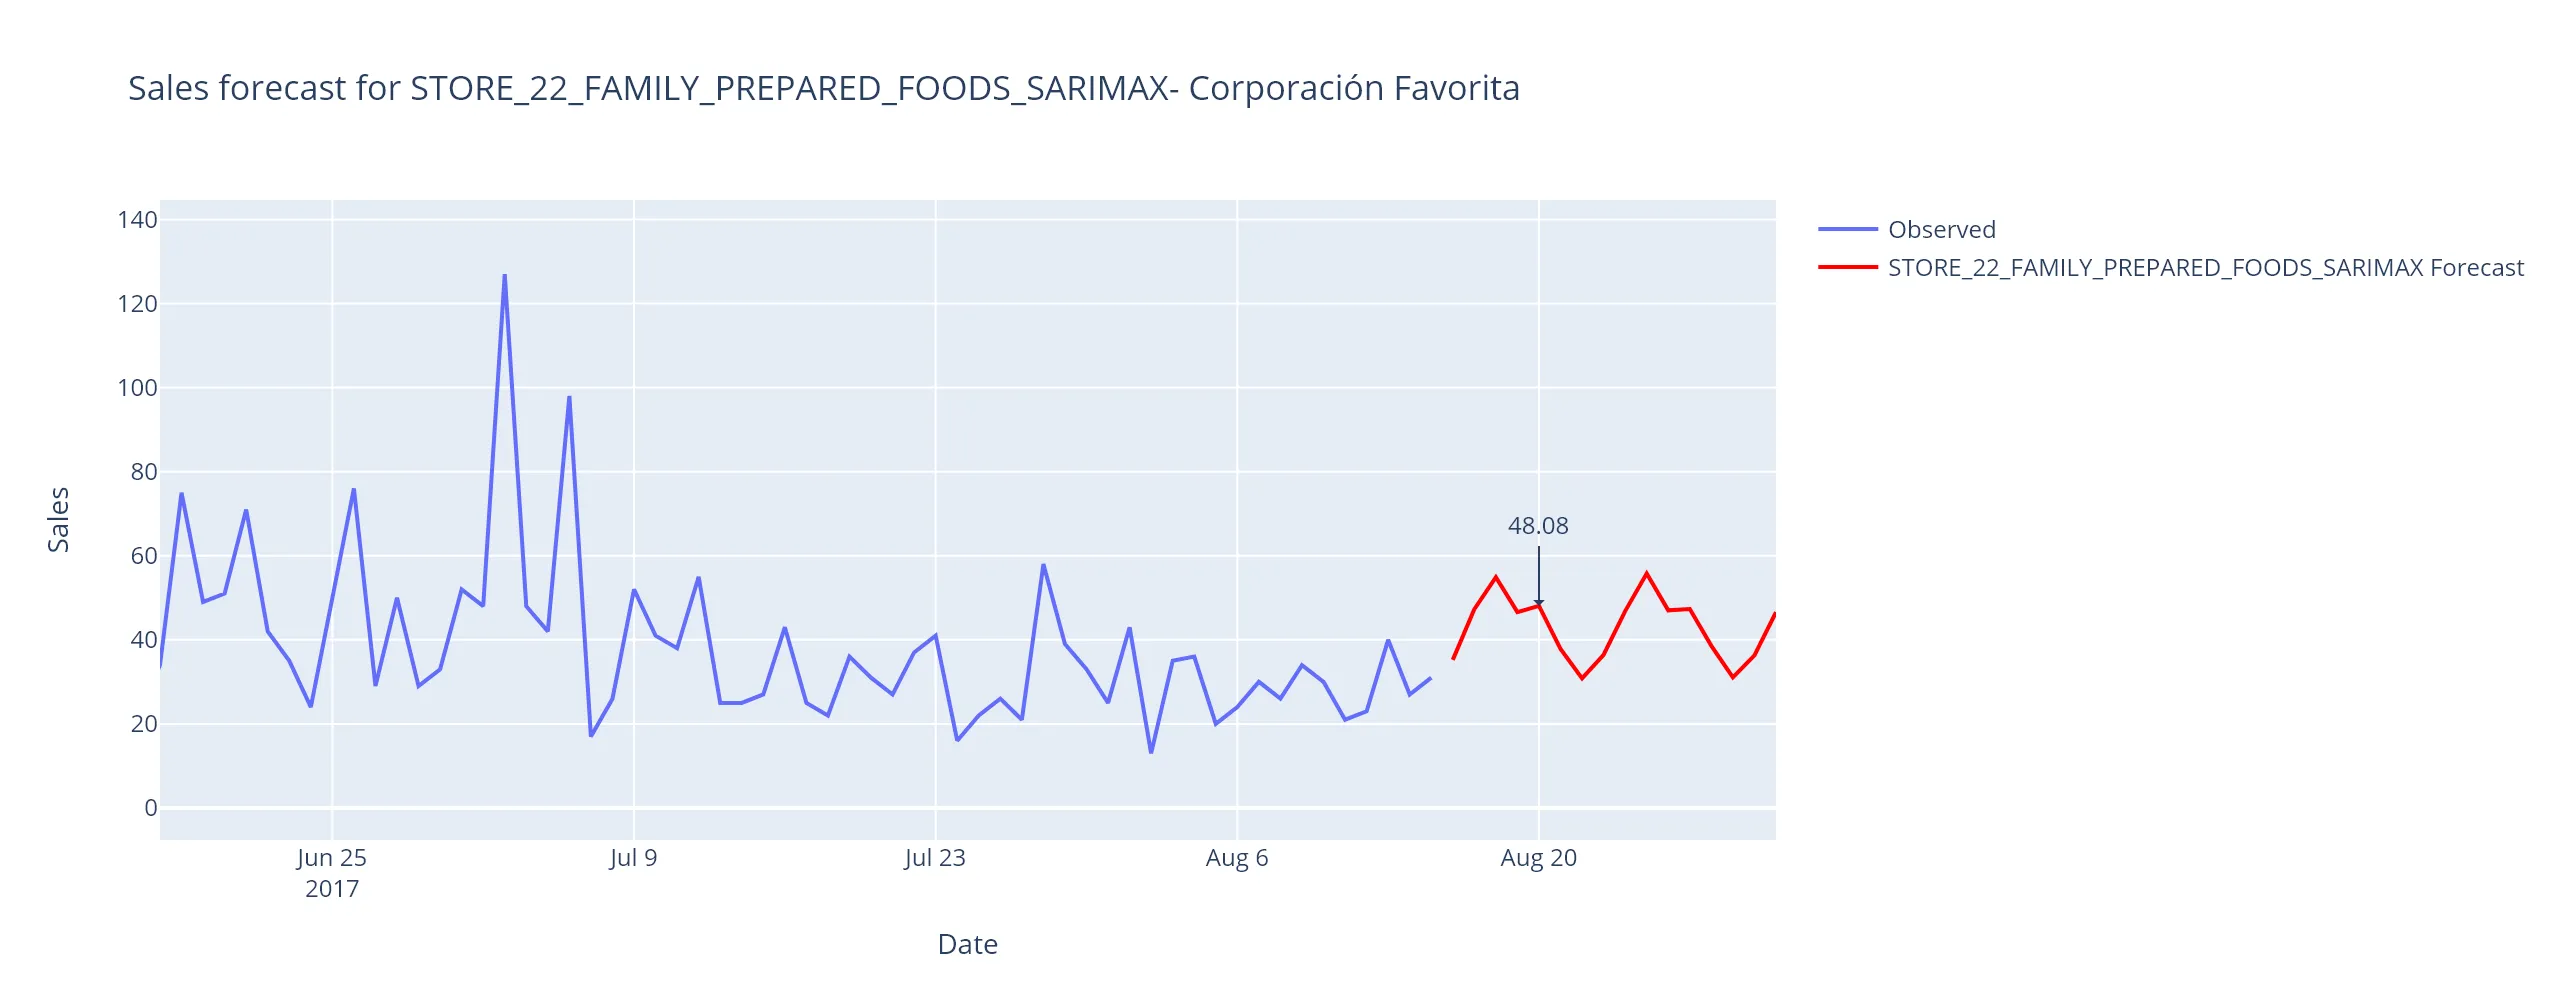 Sales forecast for STORE_22_FAMILY_PREPARED_FOODS_SARIMAX- Corporación Favorita
Observed
STORE_22_FAMILY_PREPARED_FOODS_SARIMAX Forecast
140
120
100
80
60
40
20
0
Sales
48.08
Jun 25
2017
Jul 9
Jul 23
Aug 6
Aug 20
Date